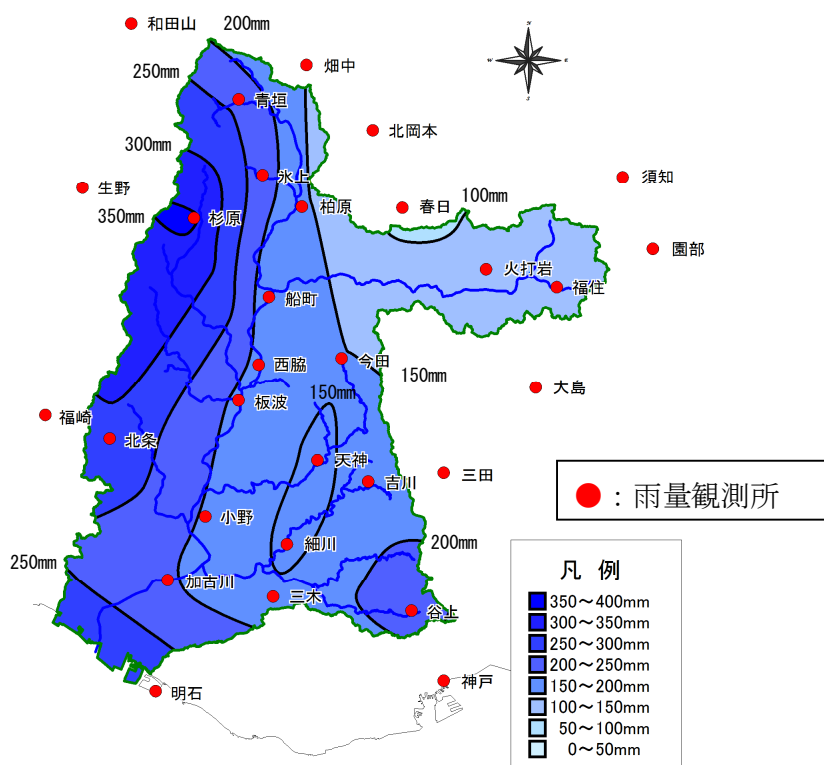 和田山
200mm
N
W
E
S
畑中
250mm
青垣
北岡本
300mm
氷上
須知
生野
柏原
春日
100mm
350mm
杉原
園部
火打岩
福住
船町
今田
西脇
150mm
大島
150mm
板波
福崎
北条
天神
三田
吉川
●：雨量観測所
小野
200mm
細川
250mm
加古川
三木
谷上
明石
神戸
凡 例
350～400mm
300～350mm
250～300mm
200～250mm
150～200mm
100～150mm
50～100mm
0～50mm